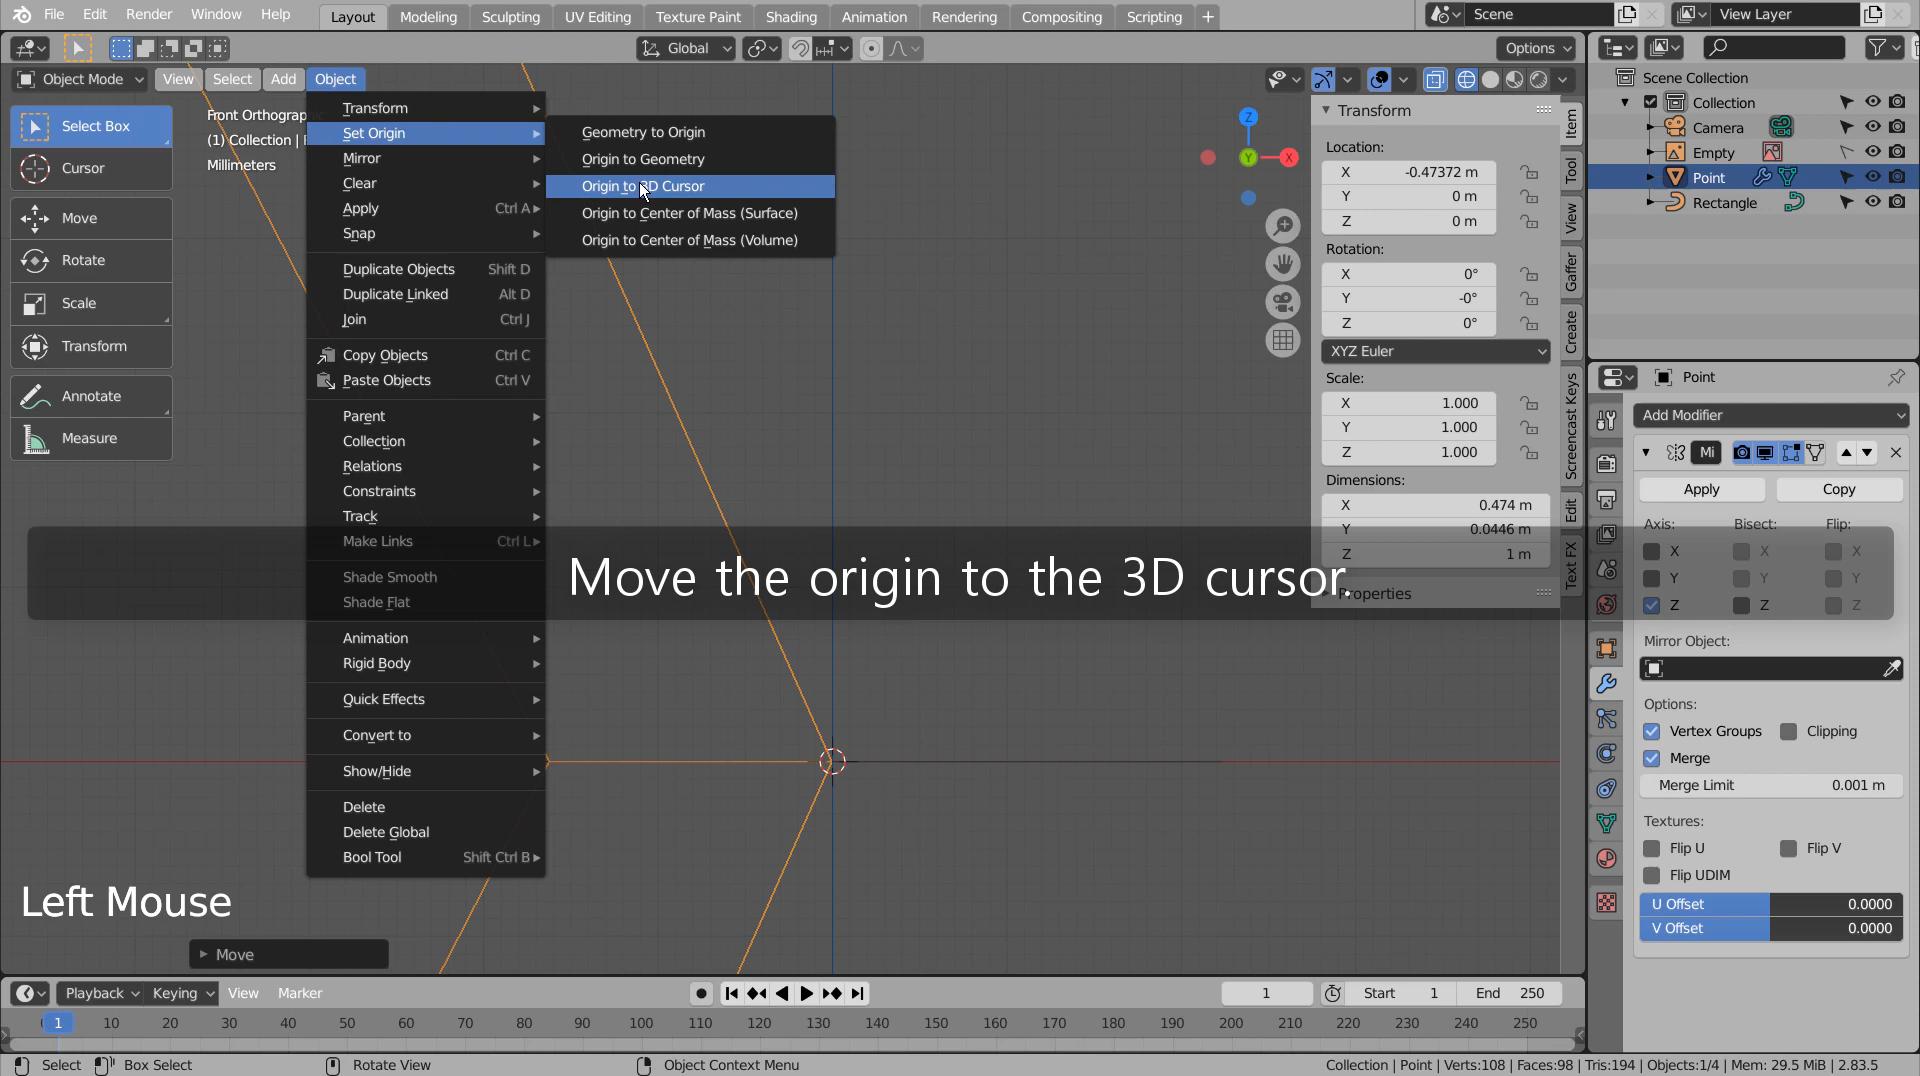 File Edit Render Window Help Layout Modeling Sculpting UV Editing Texture Paint Shading Animation Rendering Compositing Scripting + Scene View Layer
Global Options
Object Mode View Select Add Object
Select Box
Cursor
Move
Rotate
Scale
Transform
Annotate
Measure
(1) Collection |
Millimeters
Transform
Set Origin
Mirror
Clear
Apply Ctrl A
Snap
Duplicate Objects Shift D
Duplicate Linked Alt D
Join Ctrl J
Copy Objects Ctrl C
Paste Objects Ctrl V
Parent
Collection
Relations
Constraints
Track
Make Links Ctrl L
Shade Smooth
Shade Flat
Animation
Rigid Body
Quick Effects
Convert to
Show/Hide
Delete
Delete Global
Bool Tool Shift Ctrl B
Geometry to Origin
Origin to Geometry
Origin to 3D Cursor
Origin to Center of Mass (Surface)
Origin to Center of Mass (Volume)
Z
Y
X
Transform
Location:
X -0.47372 m
Y 0 m
Z 0 m
Rotation:
X 0°
Y -0°
Z 0°
XYZ Euler
Scale:
X 1.000
Y 1.000
Z 1.000
Dimensions:
X 0.474 m
Y 0.0446 m
Z 1 m
Properties
Item
Tool
View
Gaffer
Create
Screencast Keys
Edit
Text FX
Scene Collection
Collection
Camera
Empty
Point
Rectangle
Point
Add Modifier
Mi
Apply Copy
Axis: Bisect: Flip:
X X X
Y Y Y
Z Z Z
Mirror Object:
Options:
Vertex Groups Clipping
Merge
Merge Limit 0.001 m
Textures:
Flip U Flip V
Flip UDIM
U Offset 0.0000
V Offset 0.0000
Move the origin to the 3D cursor.
Left Mouse
Move
Playback Keying View Marker 1 Start 1 End 250
1 10 20 30 40 50 60 70 80 90 100 110 120 130 140 150 160 170 180 190 200 210 220 230 240 250
Select Box Select Rotate View Object Context Menu Collection | Point | Verts:108 | Faces:98 | Tris:194 | Objects:1/4 | Mem: 29.5 MiB | 2.83.5